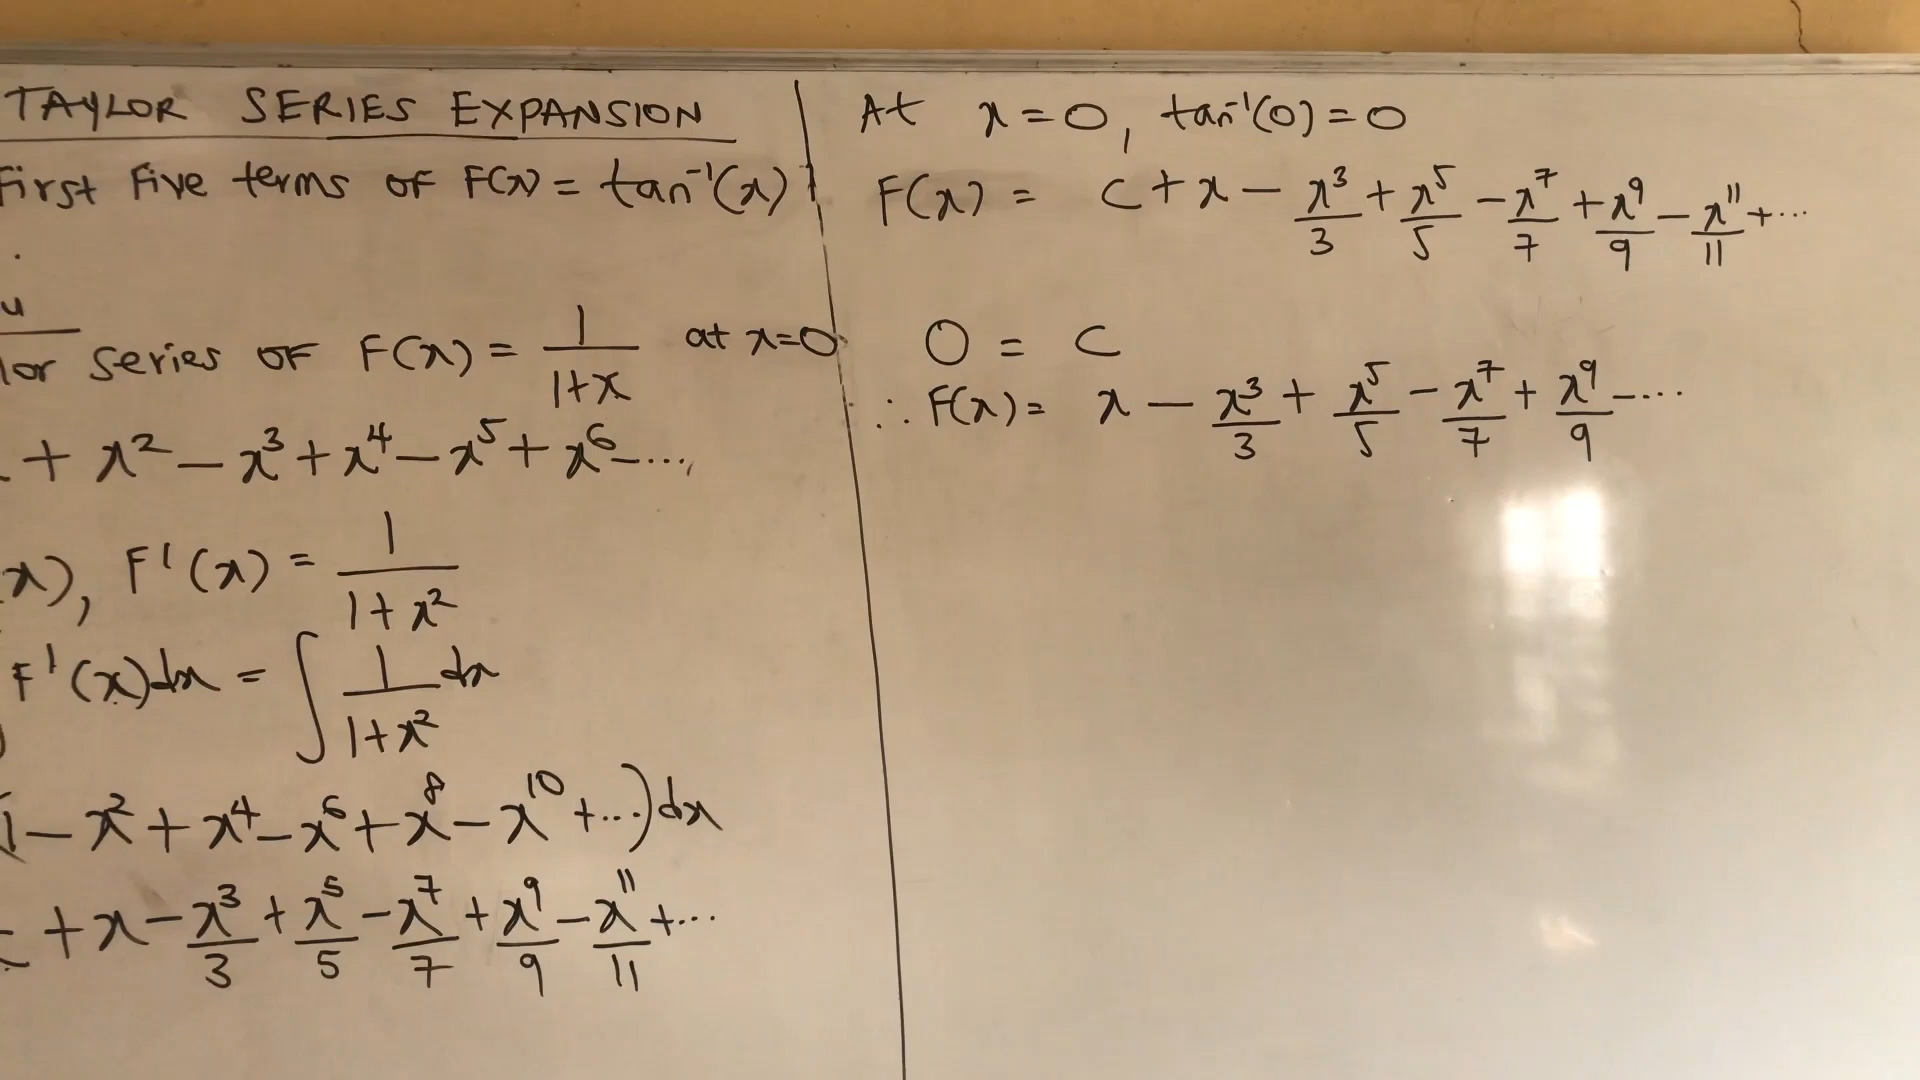 TAYLOR SERIES EXPANSION
First Five terms of F(x) = tan⁻¹(x)
.
u
lor series of F(x) = 1/(1+x) at x=0
+ x² − x³ + x⁴ − x⁵ + x⁶ − ....,
x), F'(x) = 1/(1+x²)
F'(x)dx = ∫ 1/(1+x²) dx
1 − x² + x⁴ − x⁶ + x⁸ − x¹⁰ + ...)dx
+ x − x³/3 + x⁵/5 − x⁷/7 + x⁹/9 − x¹¹/11 + ...
At x = 0, tan⁻¹(0) = 0
F(x) = C + x − x³/3 + x⁵/5 − x⁷/7 + x⁹/9 − x¹¹/11 + ...
0 = C
∴ F(x) = x − x³/3 + x⁵/5 − x⁷/7 + x⁹/9 − ....